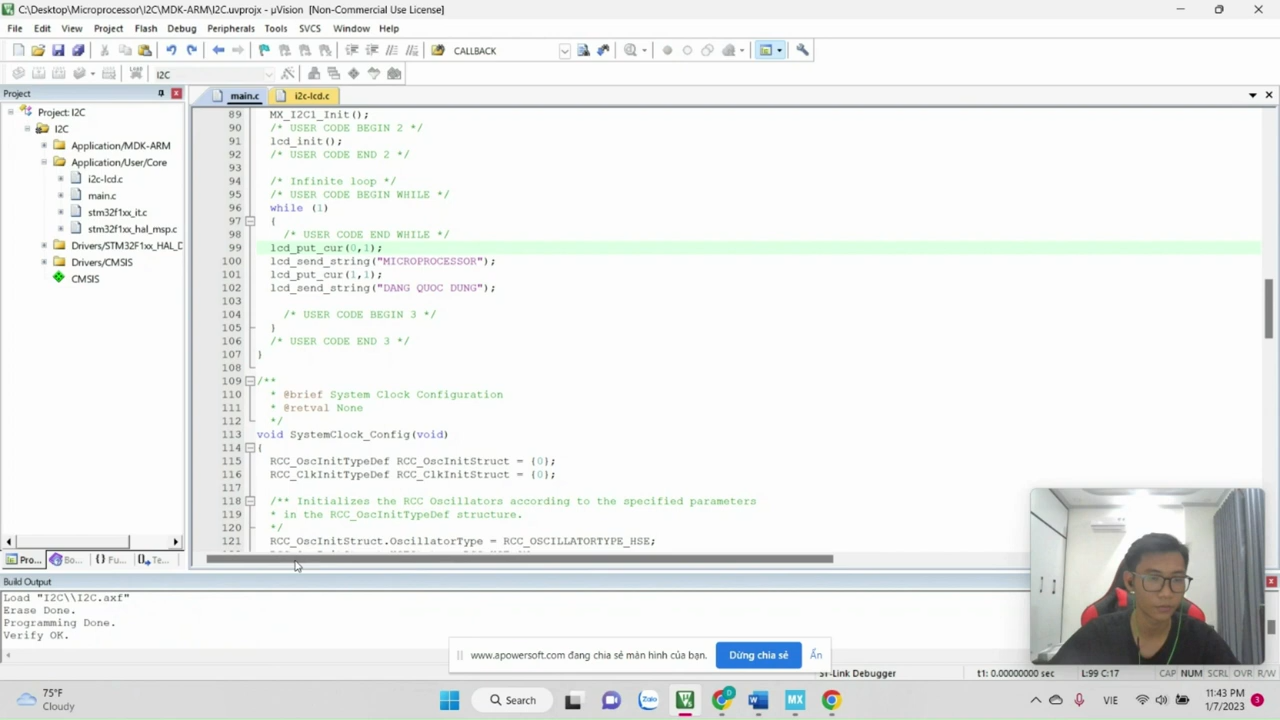 C:\Desktop\Microprocessor\I2C\MDK-ARM\I2C.uvprojx - µVision [Non-Commercial Use License]
File Edit View Project Flash Debug Peripherals Tools SVCS Window Help
CALLBACK
I2C
Project
main.c i2c-lcd.c
Project: I2C
I2C
Application/MDK-ARM
Application/User/Core
i2c-lcd.c
main.c
stm32f1xx_it.c
stm32f1xx_hal_msp.c
Drivers/STM32F1xx_HAL_D
Drivers/CMSIS
CMSIS
89 MX_I2C1_Init();
90 /* USER CODE BEGIN 2 */
91 lcd_init();
92 /* USER CODE END 2 */
93
94 /* Infinite loop */
95 /* USER CODE BEGIN WHILE */
96 while (1)
97 {
98 /* USER CODE END WHILE */
99 lcd_put_cur(0,1);
100 lcd_send_string("MICROPROCESSOR");
101 lcd_put_cur(1,1);
102 lcd_send_string("DANG QUOC DUNG");
103
104 /* USER CODE BEGIN 3 */
105 }
106 /* USER CODE END 3 */
107 }
108
109 /**
110 * @brief System Clock Configuration
111 * @retval None
112 */
113 void SystemClock_Config(void)
114 {
115 RCC_OscInitTypeDef RCC_OscInitStruct = {0};
116 RCC_ClkInitTypeDef RCC_ClkInitStruct = {0};
117
118 /** Initializes the RCC Oscillators according to the specified parameters
119 * in the RCC_OscInitTypeDef structure.
120 */
121 RCC_OscInitStruct.OscillatorType = RCC_OSCILLATORTYPE_HSE;
Pro... Bo... {} Fu... Te...
Build Output
Load "I2C\\I2C.axf"
Erase Done.
Programming Done.
Verify OK.
www.apowersoft.com đang chia sẻ màn hình của bạn. Dừng chia sẻ Ẩn
ST-Link Debugger t1: 0.00000000 sec L:99 C:17 CAP NUM SCRL OVR R/W
75°F
Cloudy
Search
Zalo
MX
VIE
11:43 PM
1/7/2023
3